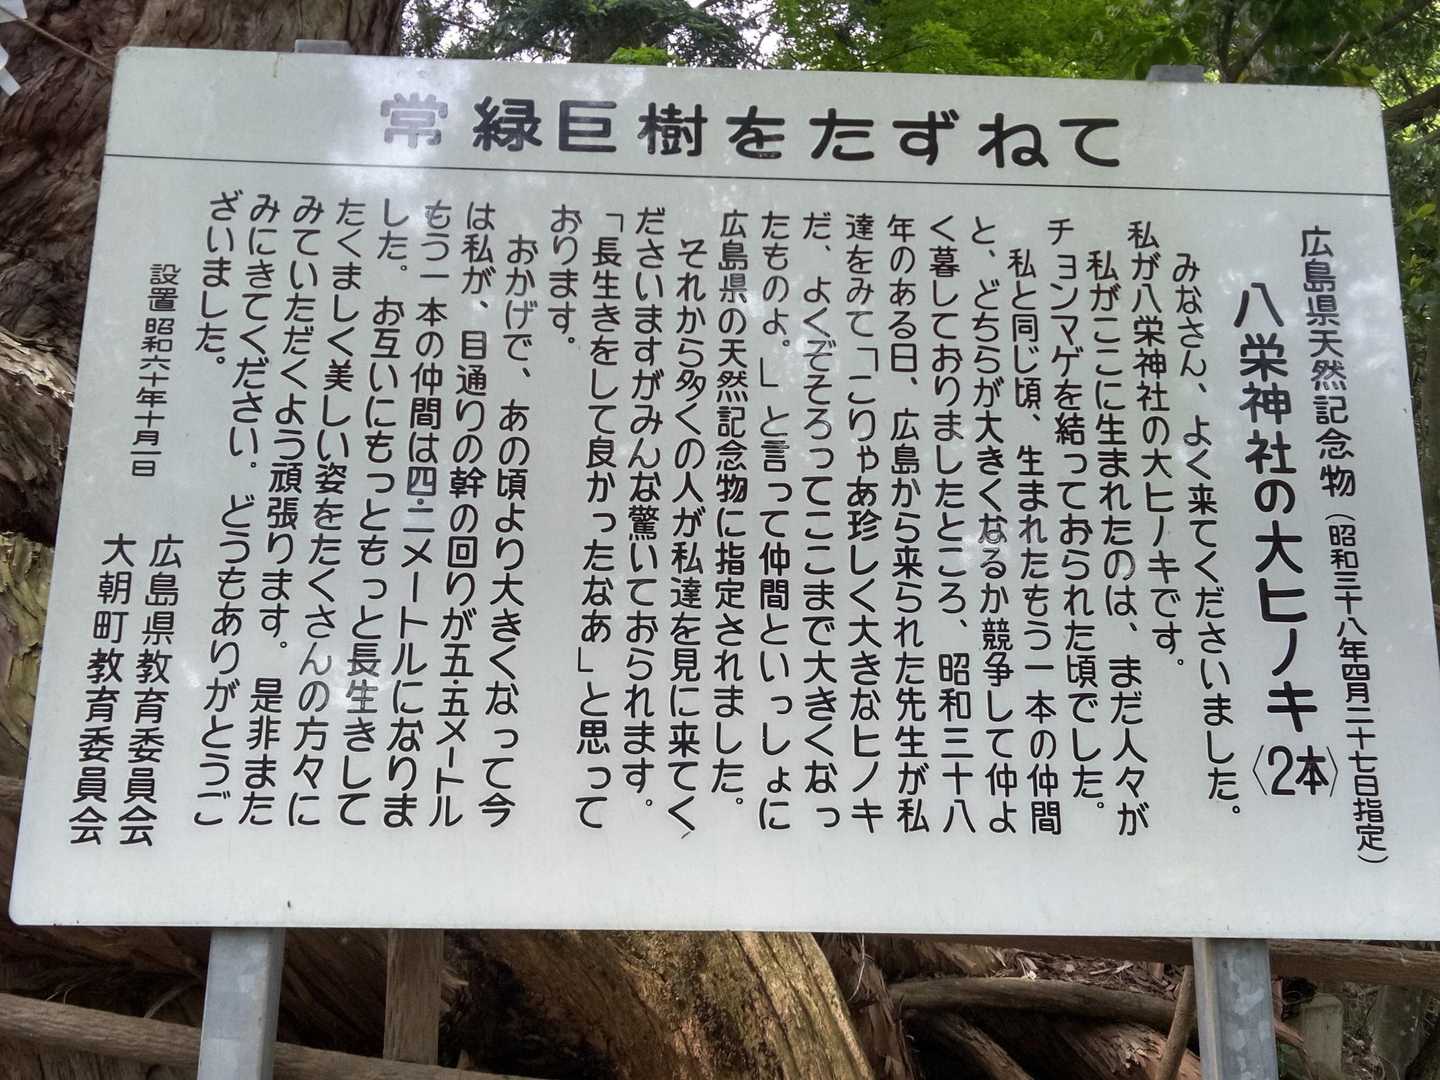 常緑巨樹をたずねて
広島県天然記念物(昭和三十八年四月二十七日指定)
八栄神社の大ヒノキ〈2本〉
みなさん、よく来てくださいました。
私が八栄神社の大ヒノキです。
私がここに生まれたのは、まだ人々が
チョンマゲを結っておられた頃でした。
私と同じ頃、生まれたもう一本の仲間
と、どちらが大きくなるか競争して仲よ
く暮しておりましたところ、昭和三十八
年のある日、広島から来られた先生が私
達をみて「こりゃあ珍しく大きなヒノキ
だ、よくぞそろってここまで大きくなっ
たものよ。」と言って仲間といっしょに
広島県の天然記念物に指定されました。
それから多くの人が私達を見に来てく
ださいますがみんな驚いておられます。
「長生きをして良かったなあ」と思って
おります。
おかげで、あの頃より大きくなって今
は私が、目通りの幹の回りが五・五メートル
もう一本の仲間は四・二メートルになりま
した。お互いにもっともっと長生きして
たくましく美しい姿をたくさんの方々に
みていただくよう頑張ります。是非また
みにきてください。どうもありがとうご
ざいました。
設置昭和六十年十月一日
広島県教育委員会
大朝町教育委員会